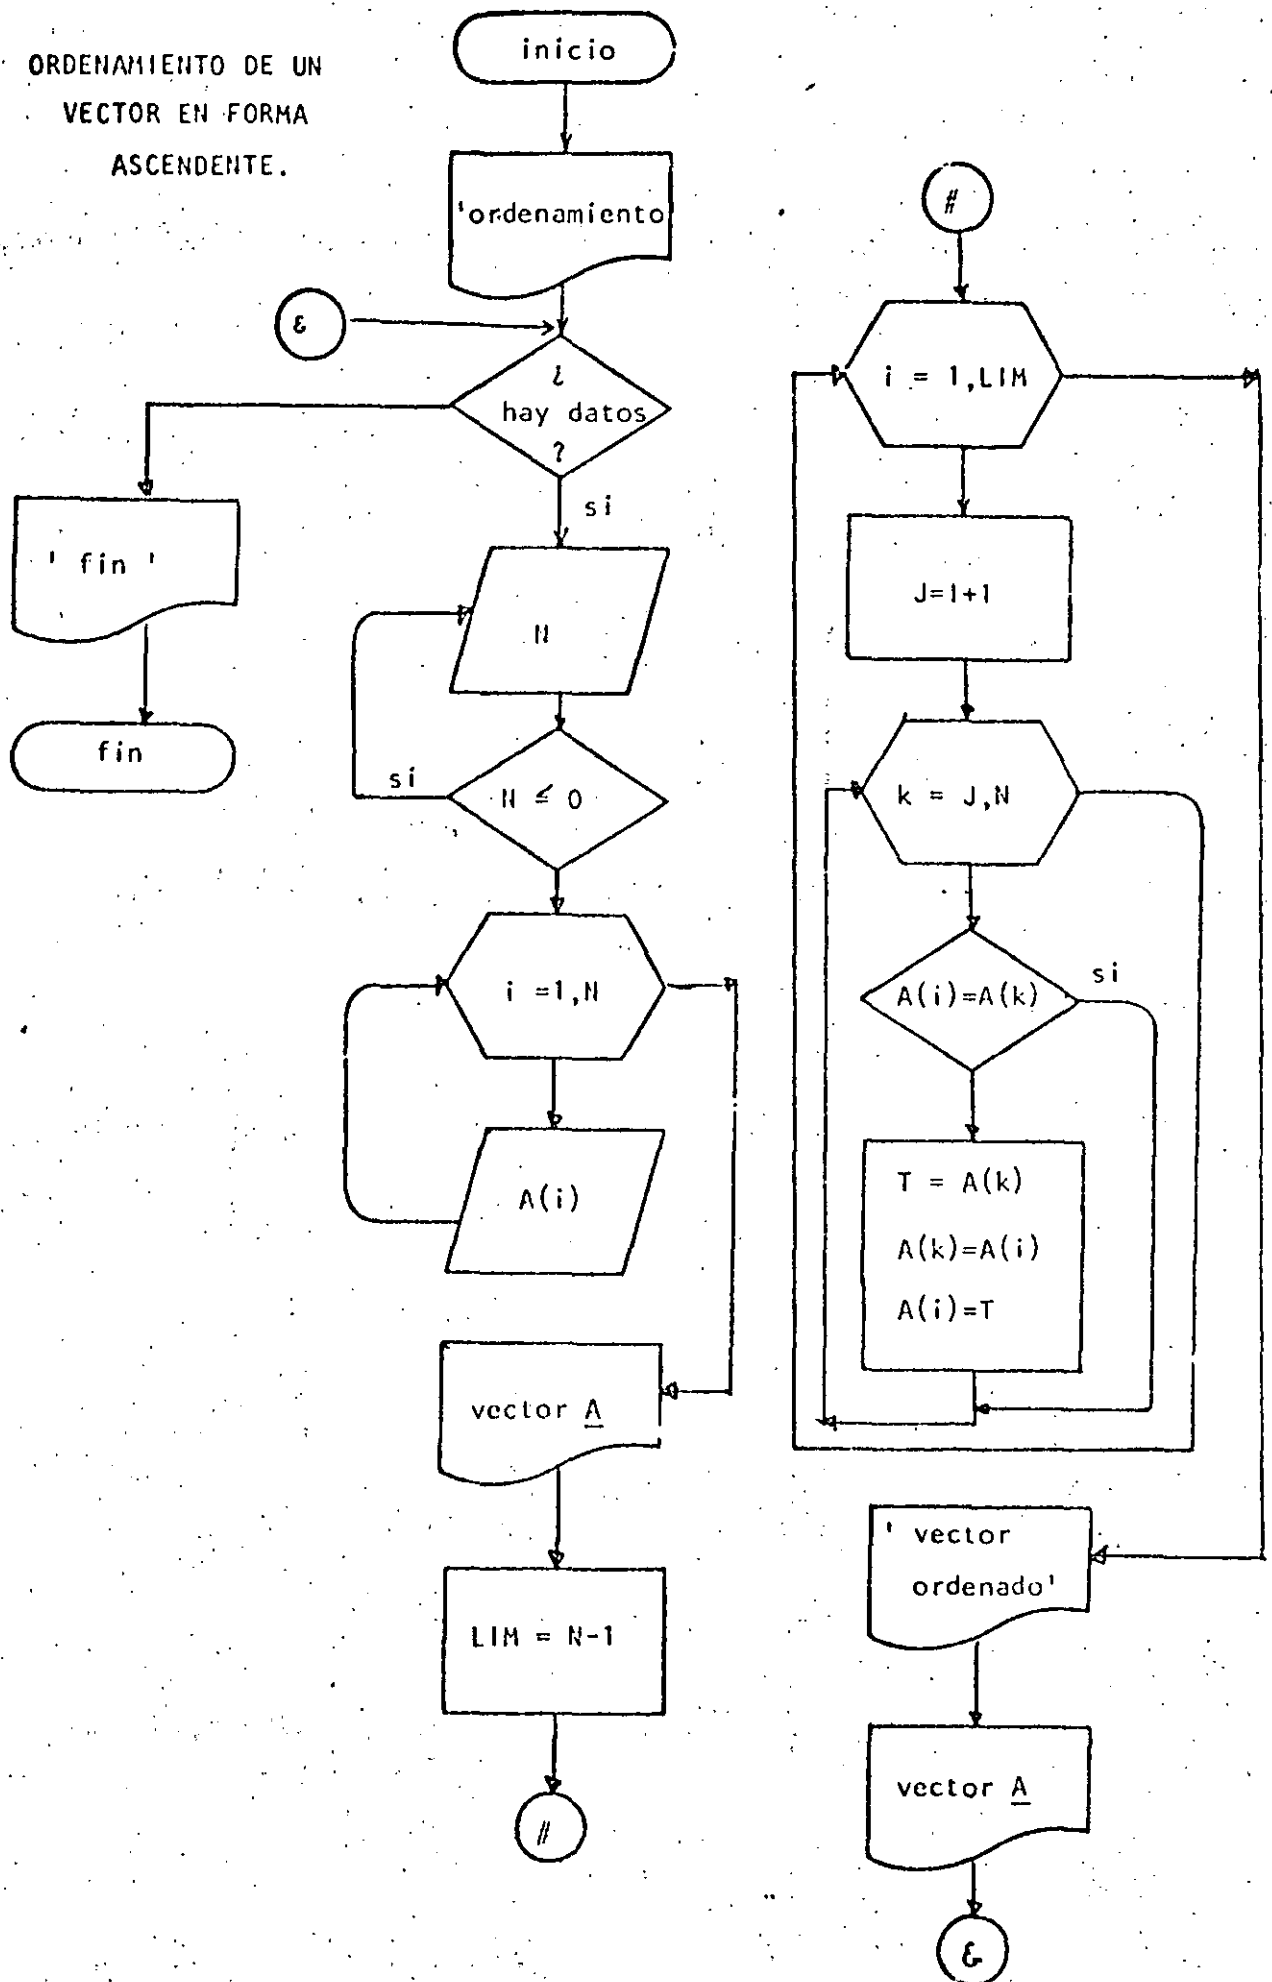 ORDENAMIENTO DE UN
VECTOR EN FORMA
ASCENDENTE.
inicio
'ordenamiento
&
¿
hay datos
?
si
' fin '
fin
N
si
N ≤ 0
i =1,N
A(i)
vector A
LIM = N-1
#
#
i = 1,LIM
J=1+1
k = J,N
A(i)=A(k)
si
T = A(k)
A(k)=A(i)
A(i)=T
' vector
ordenado'
vector A
&